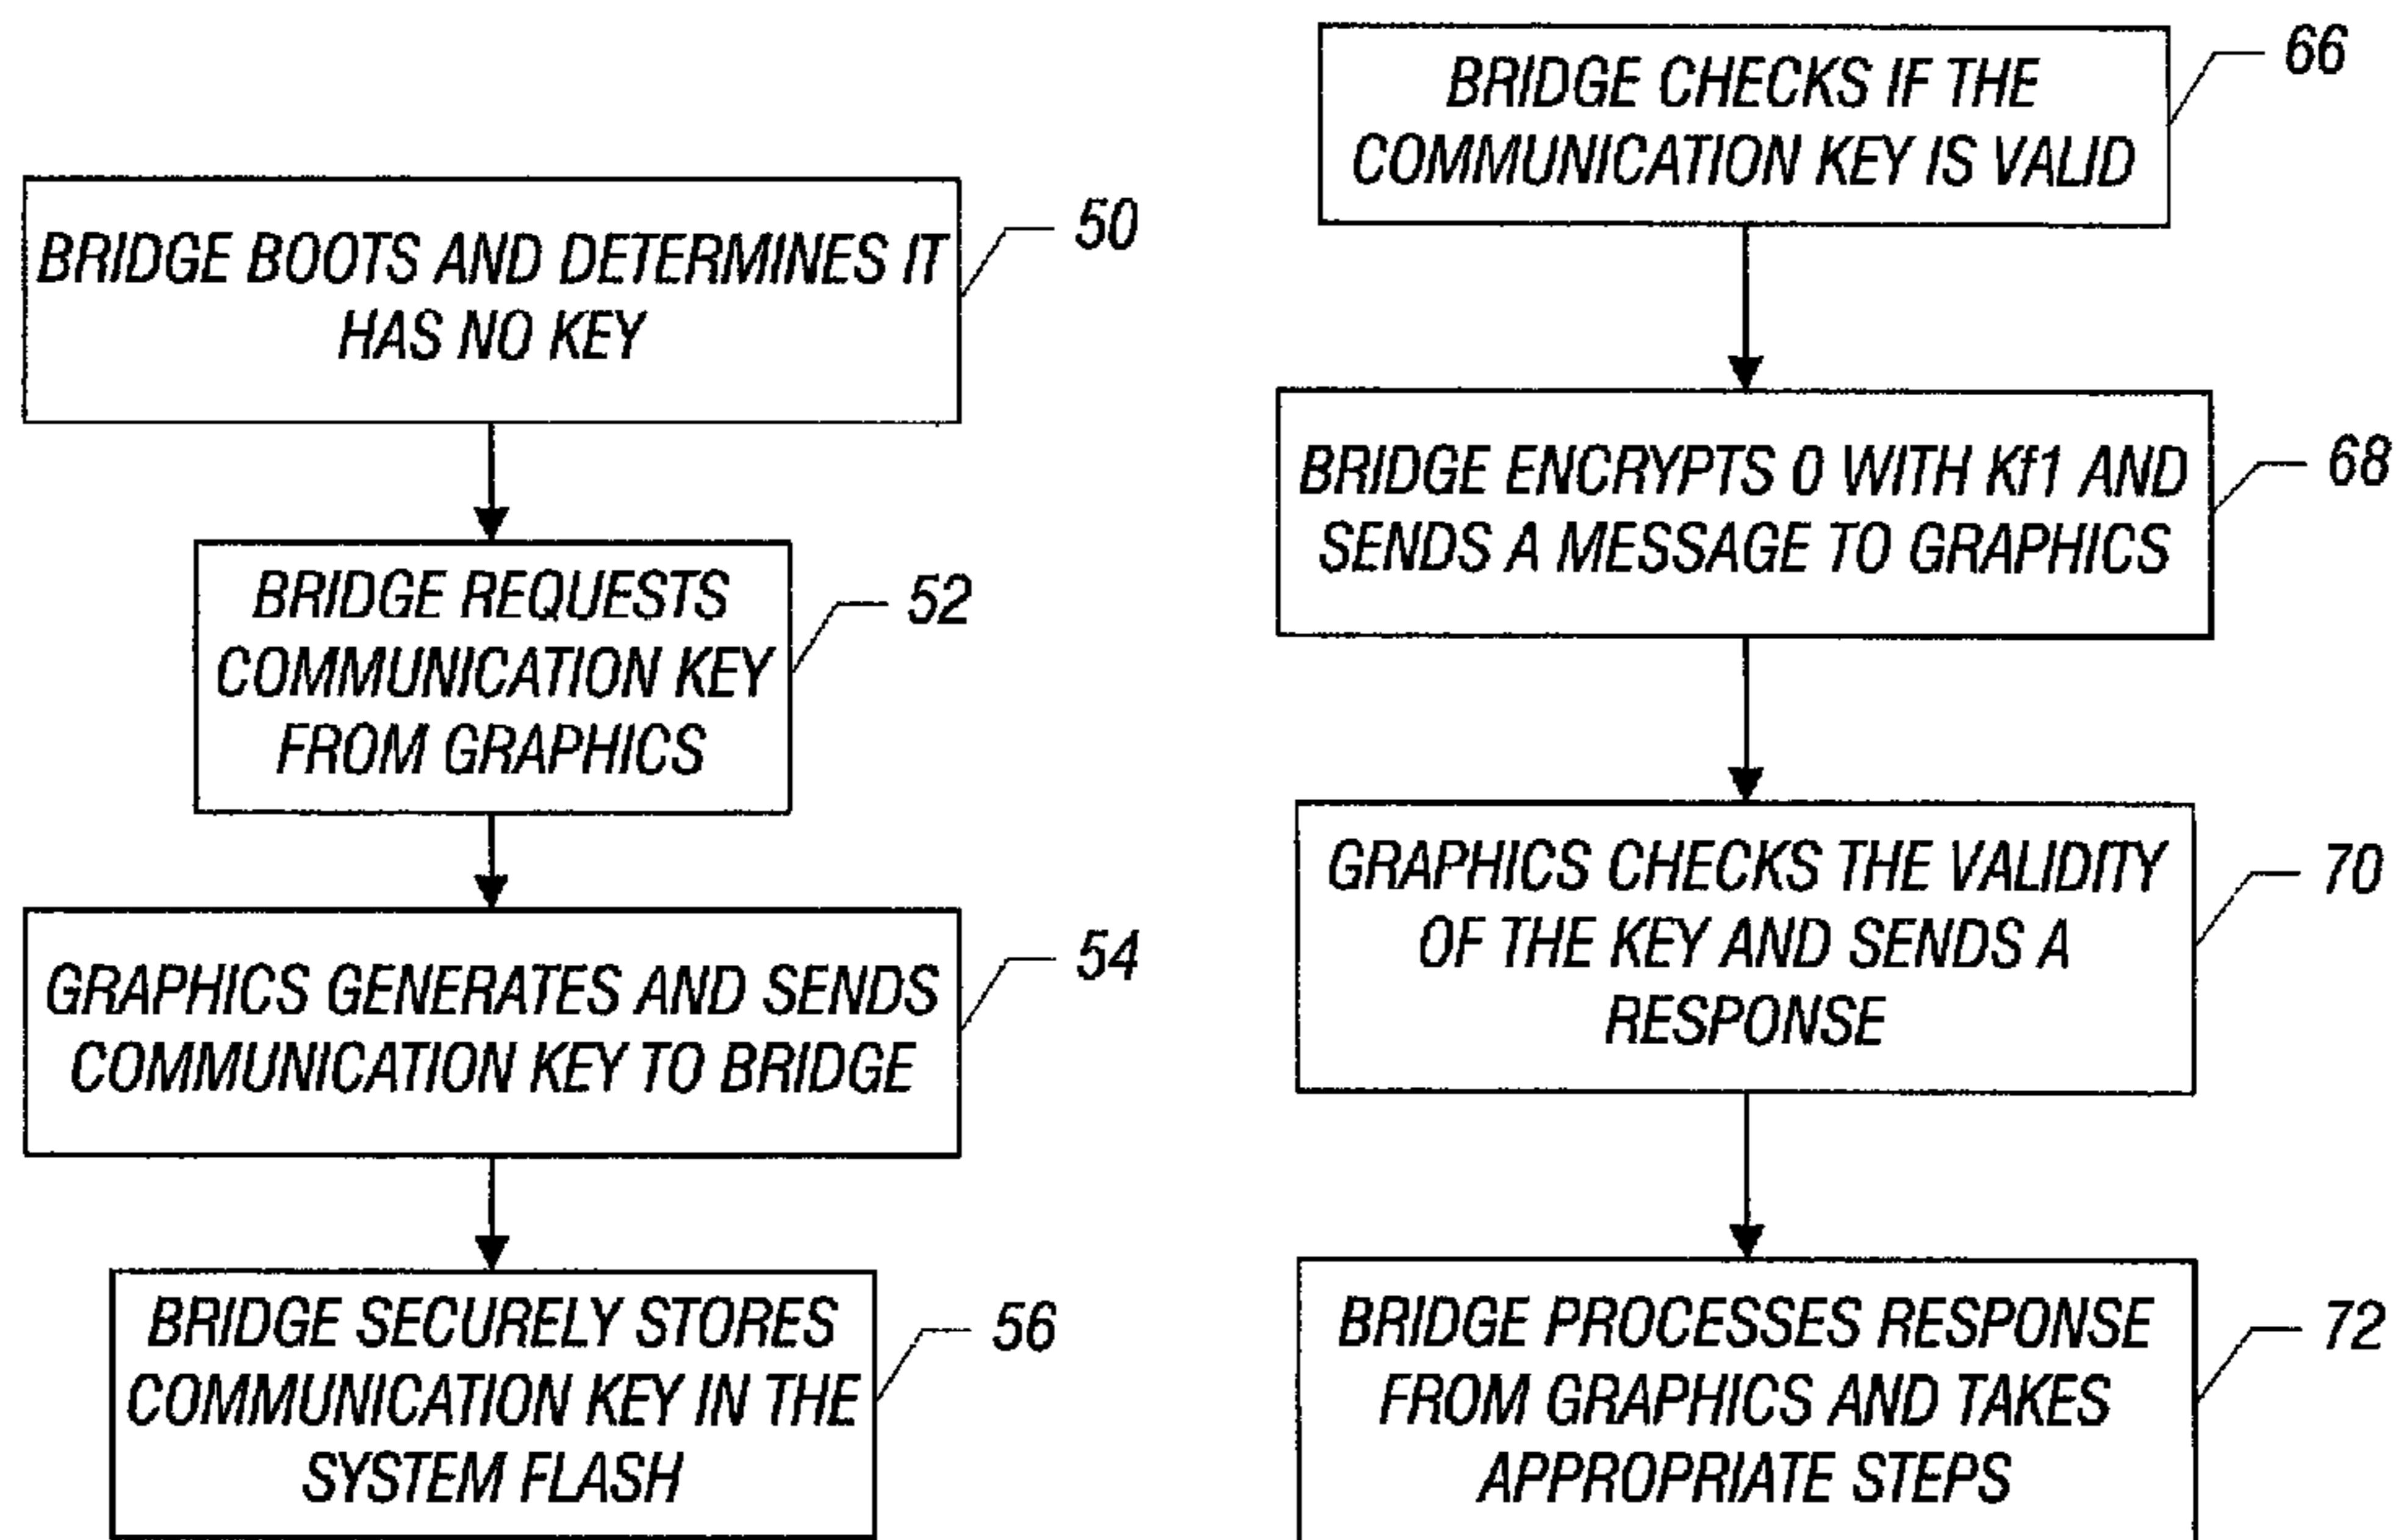 BRIDGE BOOTS AND DETERMINES IT
HAS NO KEY
50
BRIDGE REQUESTS
COMMUNICATION KEY
FROM GRAPHICS
52
GRAPHICS GENERATES AND SENDS
COMMUNICATION KEY TO BRIDGE
54
BRIDGE SECURELY STORES
COMMUNICATION KEY IN THE
SYSTEM FLASH
56
BRIDGE CHECKS IF THE
COMMUNICATION KEY IS VALID
66
BRIDGE ENCRYPTS 0 WITH Kf1 AND
SENDS A MESSAGE TO GRAPHICS
68
GRAPHICS CHECKS THE VALIDITY
OF THE KEY AND SENDS A
RESPONSE
70
BRIDGE PROCESSES RESPONSE
FROM GRAPHICS AND TAKES
APPROPRIATE STEPS
72